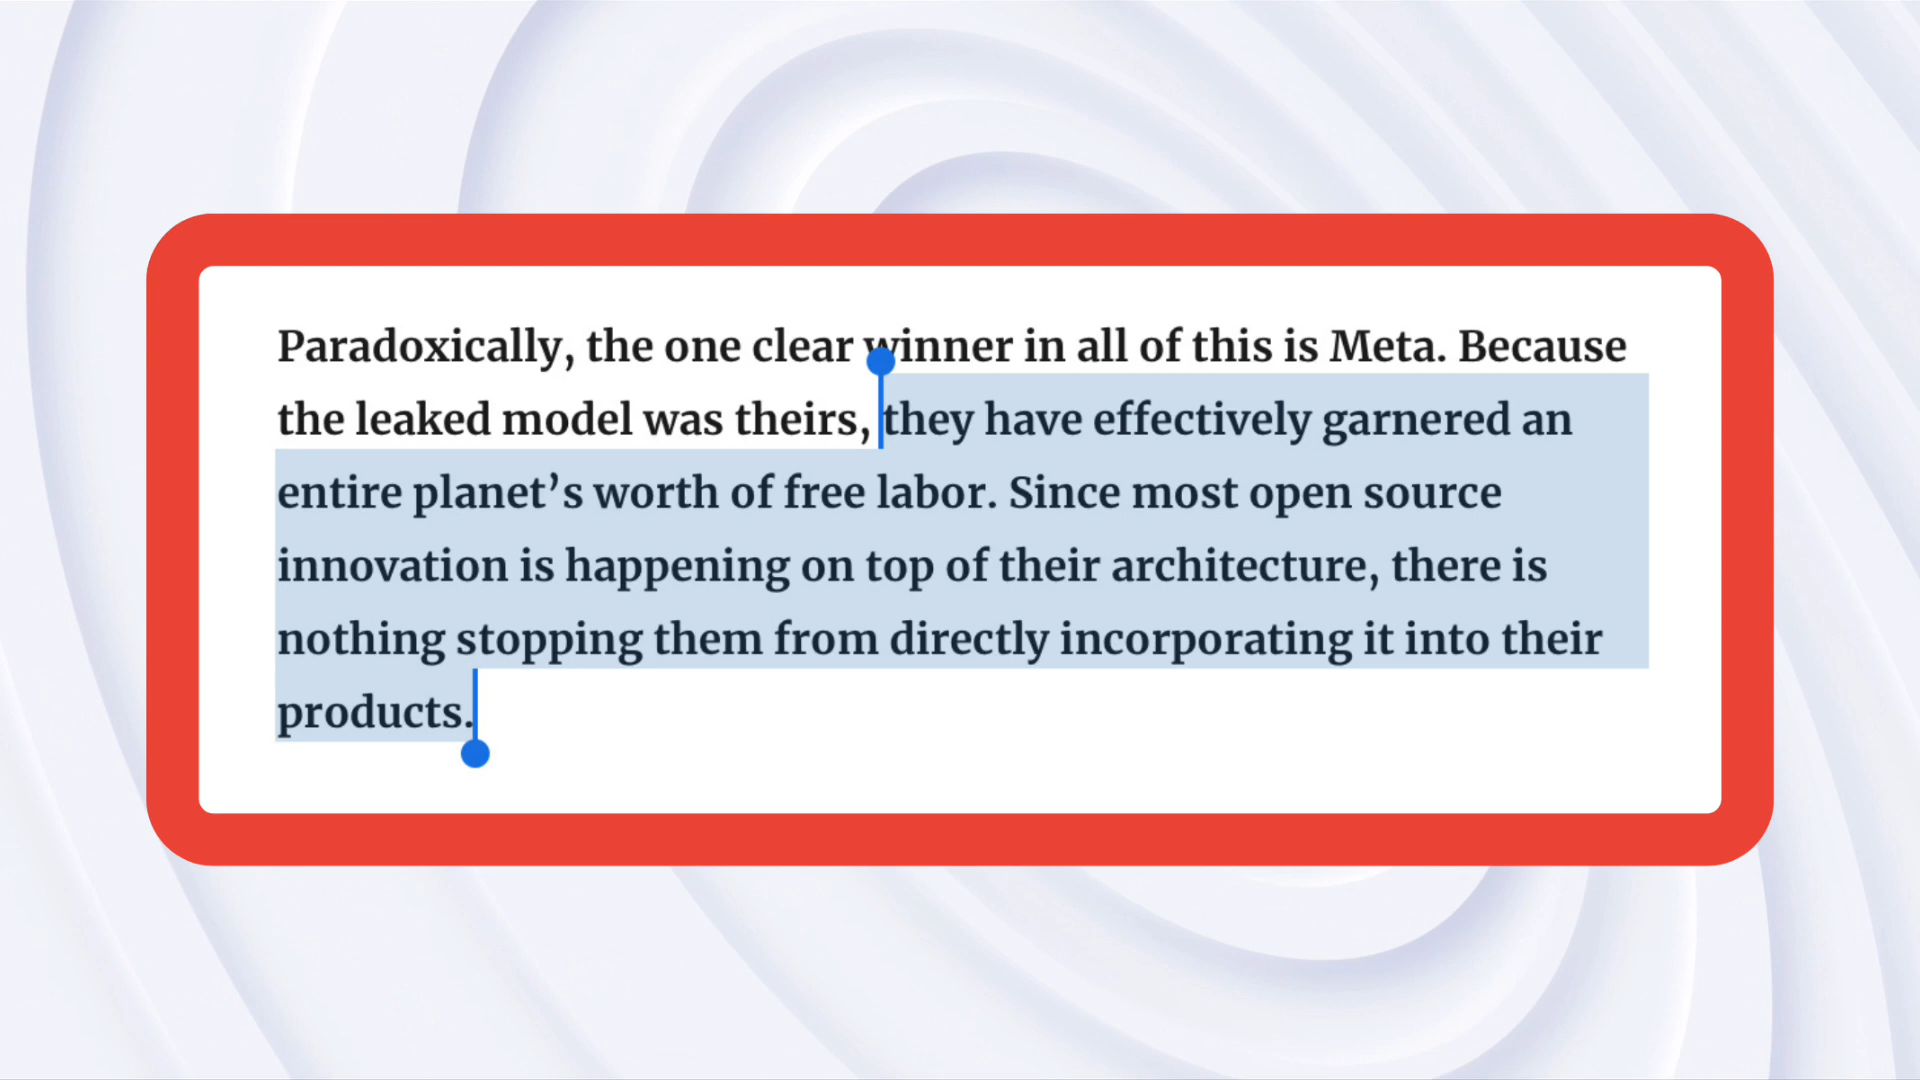 Paradoxically, the one clear winner in all of this is Meta. Because
the leaked model was theirs, they have effectively garnered an
entire planet’s worth of free labor. Since most open source
innovation is happening on top of their architecture, there is
nothing stopping them from directly incorporating it into their
products.